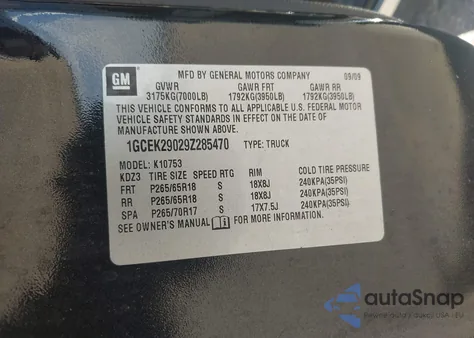 GM MFD BY GENERAL MOTORS COMPANY 09/09
GVWR GAWR FRT GAWR RR
3175KG(7000LB) 1792KG(3950LB) 1792KG(3950LB)
THIS VEHICLE CONFORMS TO ALL APPLICABLE U.S. FEDERAL MOTOR
VEHICLE SAFETY STANDARDS IN EFFECT ON THE DATE OF
MANUFACTURE SHOWN ABOVE.
1GCEK29029Z285470 TYPE: TRUCK
MODEL: K10753
KDZ3 TIRE SIZE SPEED RTG RIM COLD TIRE PRESSURE
FRT P265/65R18 S 18X8J 240KPA(35PSI)
RR P265/65R18 S 18X8J 240KPA(35PSI)
SPA P265/70R17 S 17X7.5J 240KPA(35PSI)
SEE OWNER'S MANUAL FOR MORE INFORMATION.
autoSnap